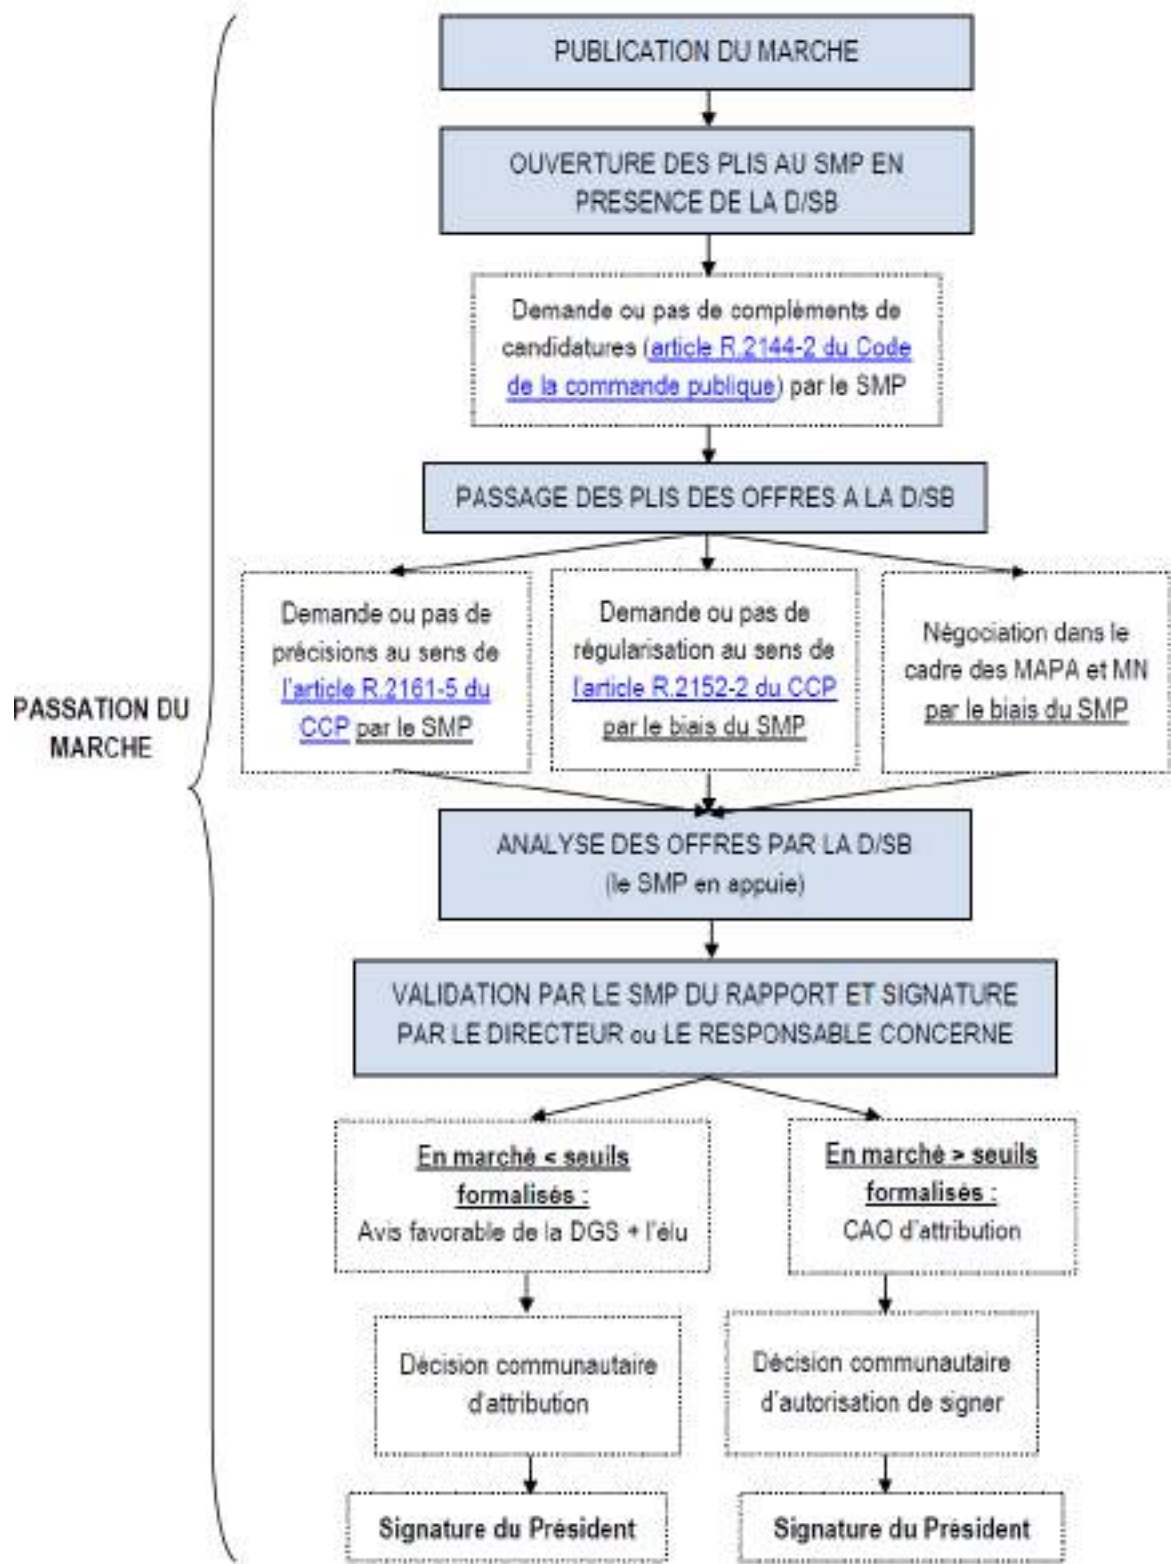 PUBLICATION DU MARCHE
OUVERTURE DES PLIS AU SMP EN
PRESENCE DE LA D/SB
Demande ou pas de compléments de
candidatures (article R.2144-2 du Code
de la commande publique) par le SMP
PASSAGE DES PLIS DES OFFRES A LA D/SB
Demande ou pas de
précisions au sens de
l'article R.2161-5 du
CCP par le SMP
Demande ou pas de
régularisation au sens de
l'article R.2152-2 du CCP
par le biais du SMP
Négociation dans le
cadre des MAPA et MN
par le biais du SMP
PASSATION DU
MARCHE
ANALYSE DES OFFRES PAR LA D/SB
(le SMP en appuie)
VALIDATION PAR LE SMP DU RAPPORT ET SIGNATURE
PAR LE DIRECTEUR ou LE RESPONSABLE CONCERNE
En marché < seuils
formalisés :
Avis favorable de la DGS + l'élu
En marché > seuils
formalisés :
CAO d'attribution
Décision communautaire
d'attribution
Décision communautaire
d'autorisation de signer
Signature du Président
Signature du Président